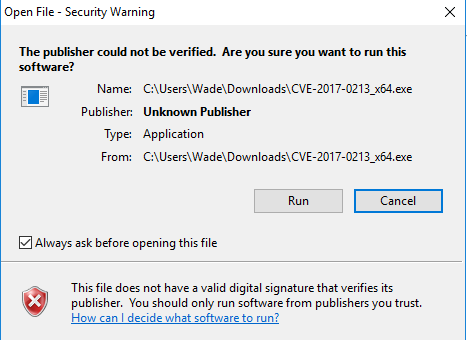 Open File - Security Warning
The publisher could not be verified.  Are you sure you want to run this
software?
Name: C:\Users\Wade\Downloads\CVE-2017-0213_x64.exe
Publisher: Unknown Publisher
Type: Application
From: C:\Users\Wade\Downloads\CVE-2017-0213_x64.exe
Run Cancel
Always ask before opening this file
This file does not have a valid digital signature that verifies its
publisher.  You should only run software from publishers you trust.
How can I decide what software to run?